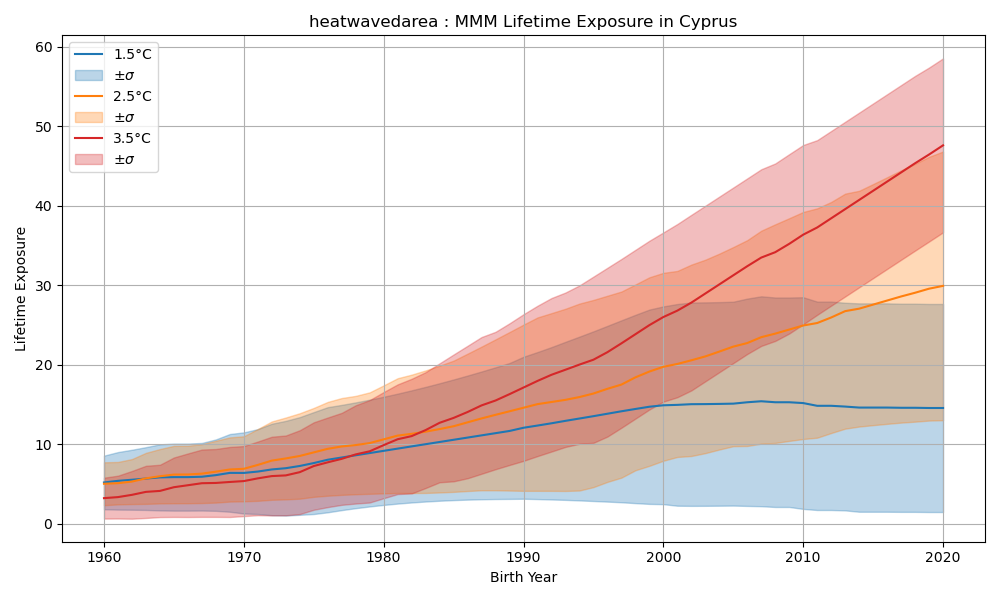 heatwavedarea : MMM Lifetime Exposure in Cyprus
1.5°C
±σ
2.5°C
±σ
3.5°C
±σ
Lifetime Exposure
60
50
40
30
20
10
0
1960 1970 1980 1990 2000 2010 2020
Birth Year